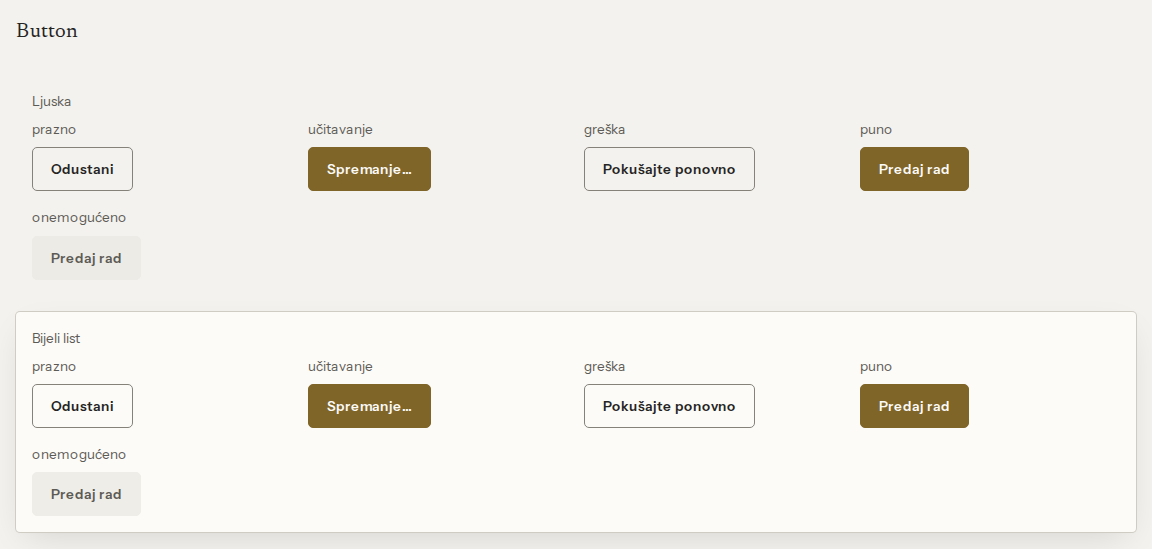 Button
Ljuska
prazno učitavanje greška puno
Odustani Spremanje… Pokušajte ponovno Predaj rad
onemogućeno
Predaj rad
Bijeli list
prazno učitavanje greška puno
Odustani Spremanje… Pokušajte ponovno Predaj rad
onemogućeno
Predaj rad